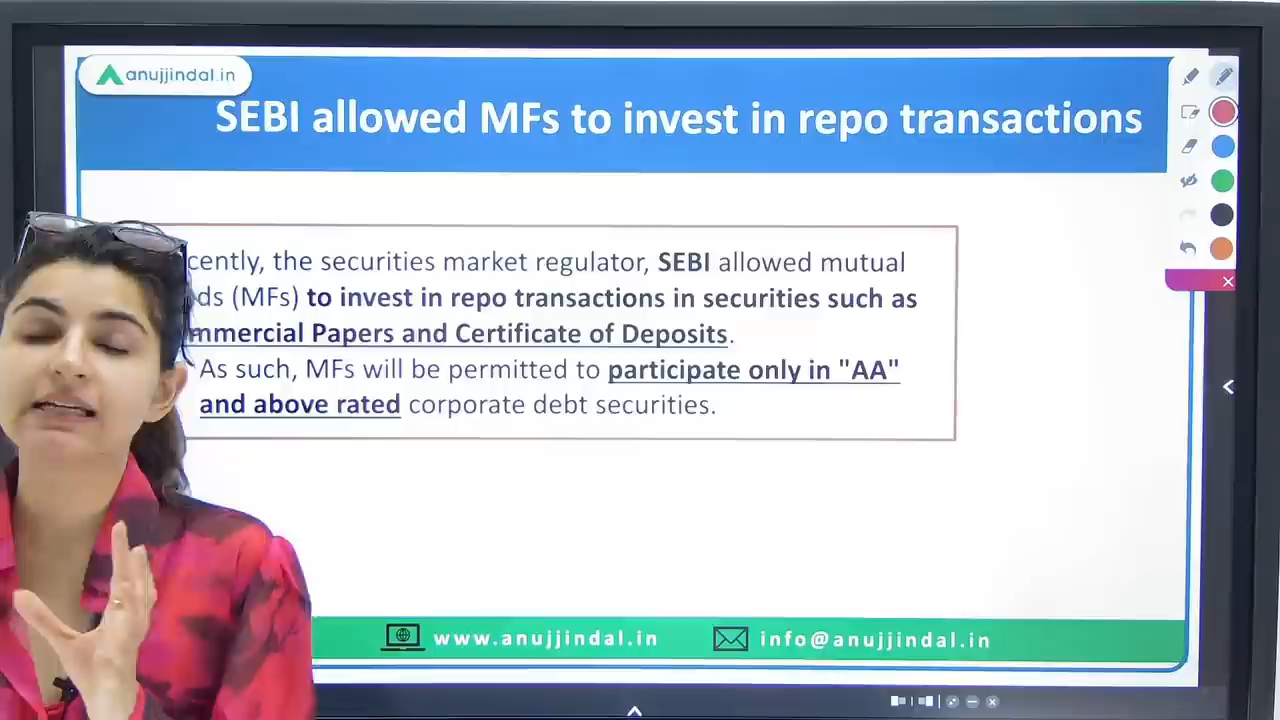 anujjindal.in
SEBI allowed MFs to invest in repo transactions
cently, the securities market regulator, SEBI allowed mutual
ds (MFs) to invest in repo transactions in securities such as
mmercial Papers and Certificate of Deposits.
As such, MFs will be permitted to participate only in "AA"
and above rated corporate debt securities.
www.anujjindal.in
info@anujjindal.in